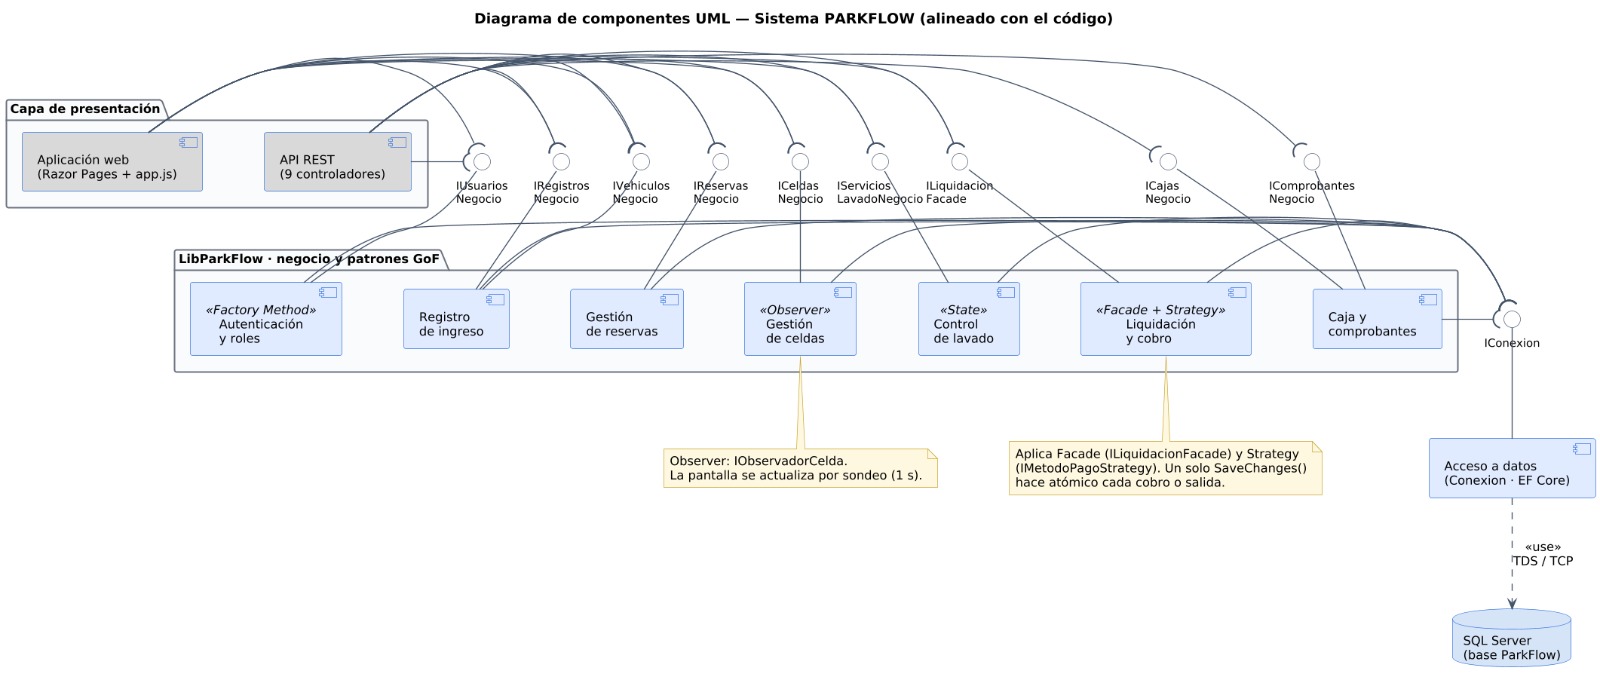 Diagrama de componentes UML — Sistema PARKFLOW (alineado con el código)
Capa de presentación
Aplicación web
(Razor Pages + app.js)
API REST
(9 controladores)
IUsuarios
Negocio
IRegistros
Negocio
IVehiculos
Negocio
IReservas
Negocio
ICeldas
Negocio
IServicios
LavadoNegocio
ILiquidacion
Facade
ICajas
Negocio
IComprobantes
Negocio
LibParkFlow · negocio y patrones GoF
«Factory Method»
Autenticación
y roles
Registro
de ingreso
Gestión
de reservas
«Observer»
Gestión
de celdas
«State»
Control
de lavado
«Facade + Strategy»
Liquidación
y cobro
Caja y
comprobantes
IConexion
Observer: IObservadorCelda.
La pantalla se actualiza por sondeo (1 s).
Aplica Facade (ILiquidacionFacade) y Strategy
(IMetodoPagoStrategy). Un solo SaveChanges()
hace atómico cada cobro o salida.
Acceso a datos
(Conexion · EF Core)
«use»
TDS / TCP
SQL Server
(base ParkFlow)